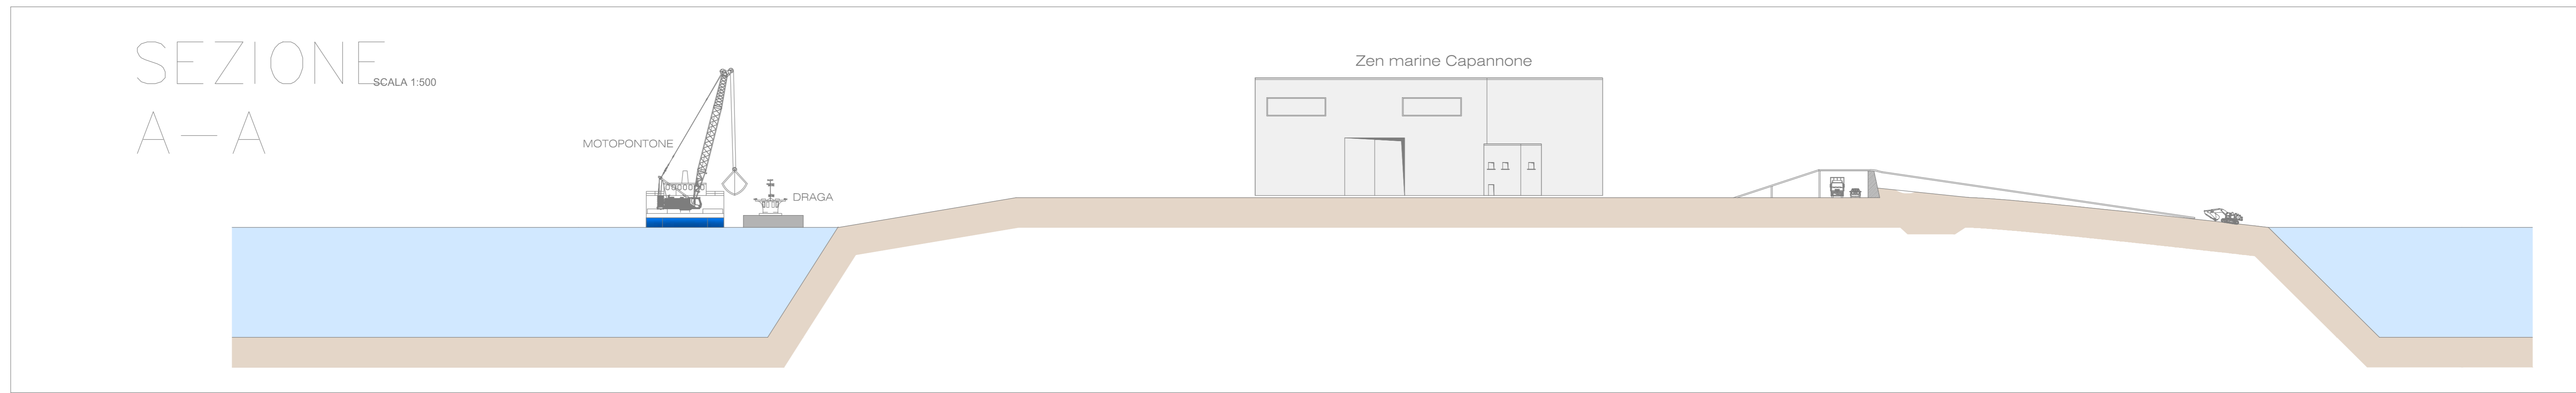 SEZIONE
SCALA 1:500
A—A
Zen marine Capannone
MOTOPONTONE
DRAGA